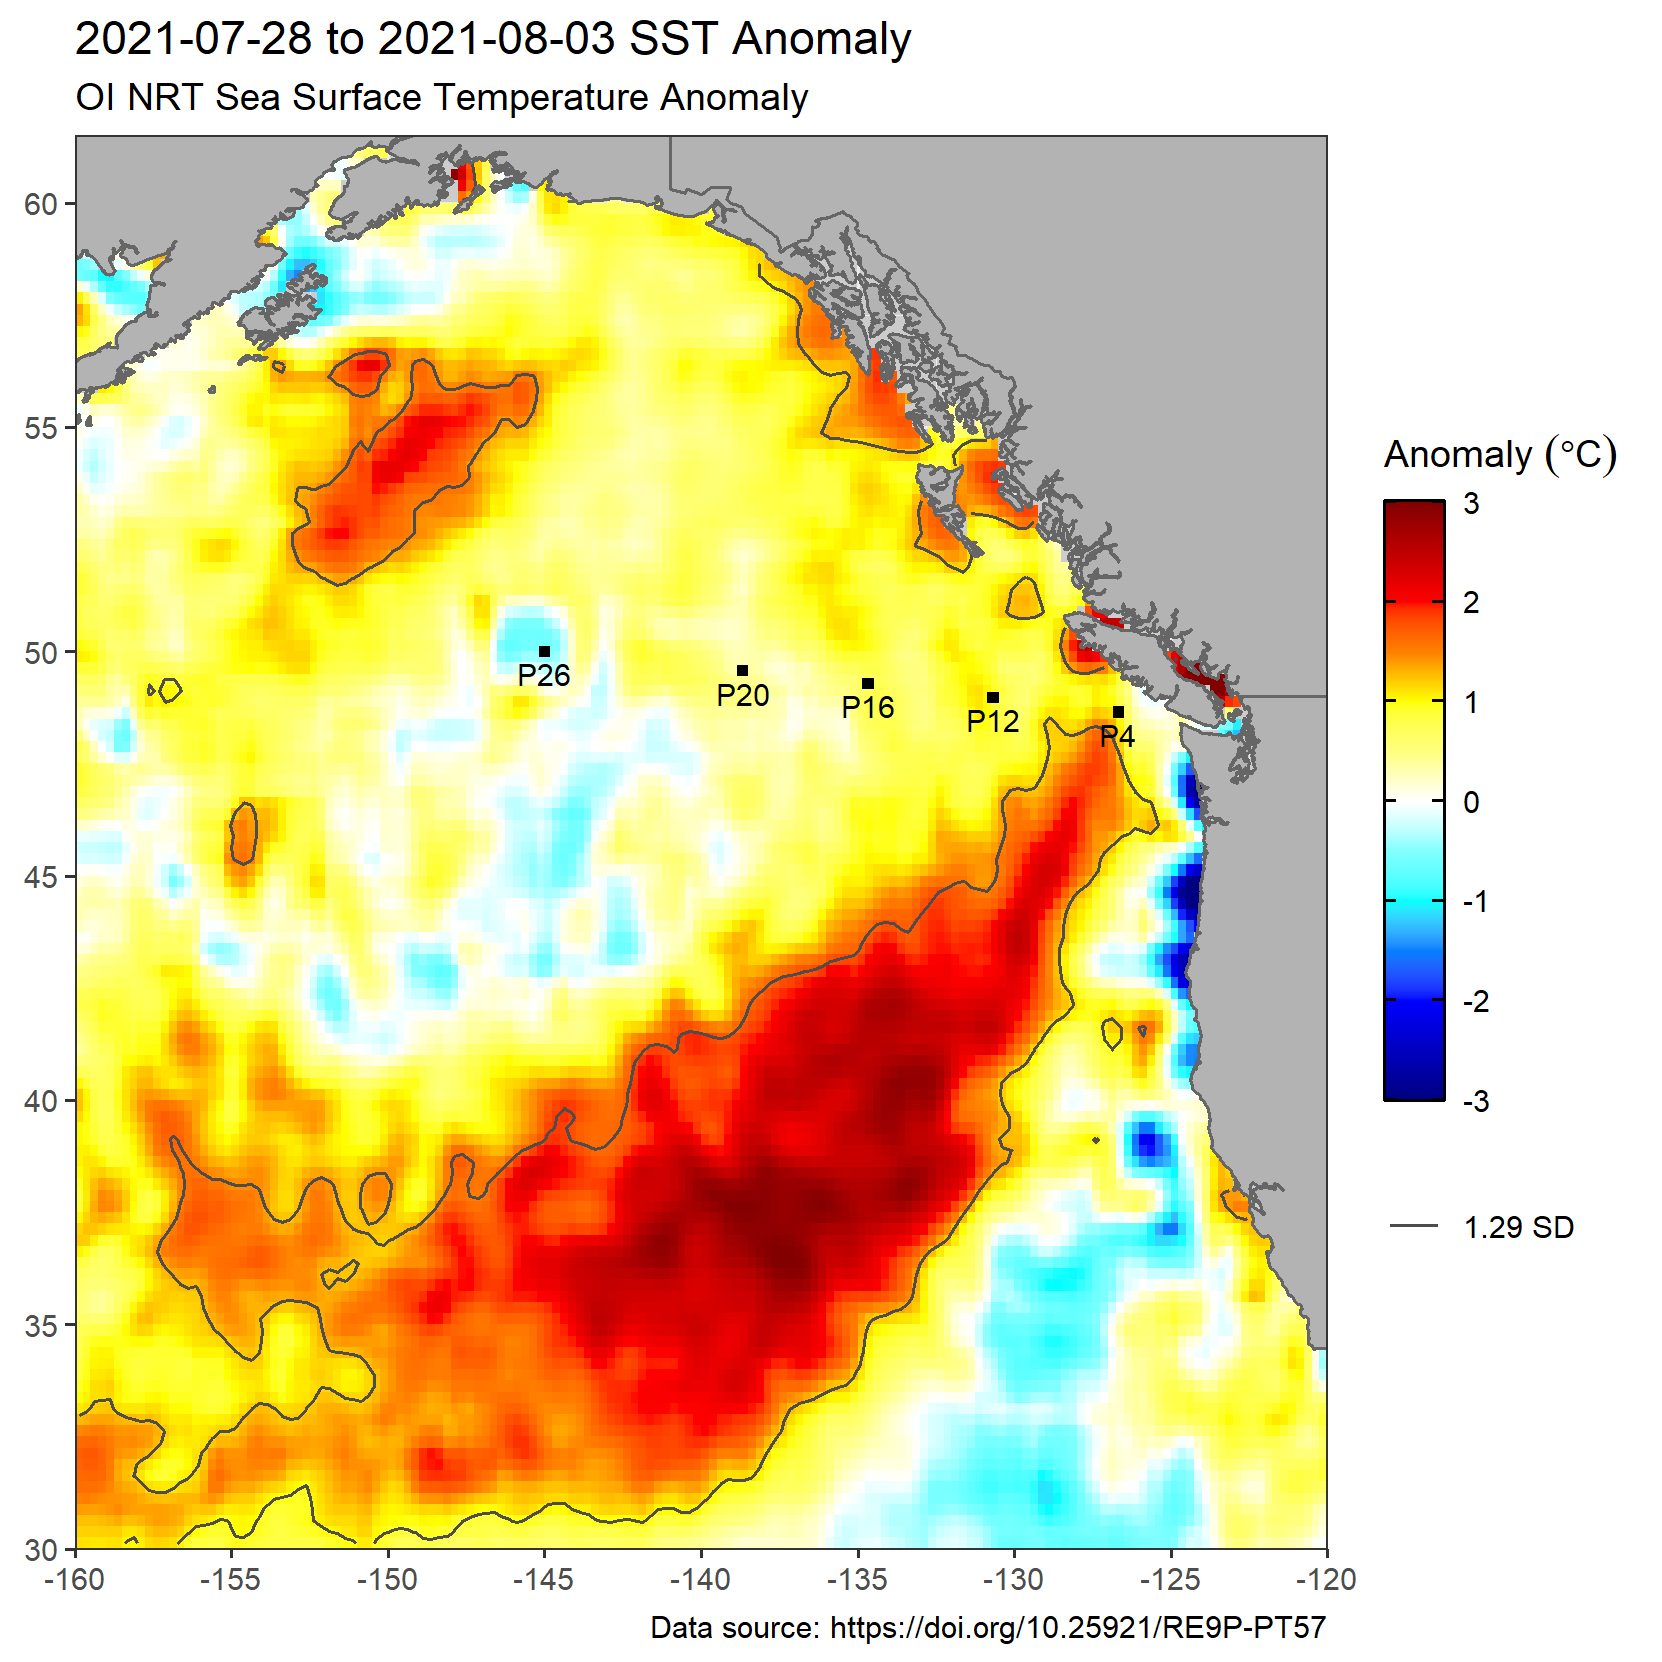 2021-07-28 to 2021-08-03 SST Anomaly
OI NRT Sea Surface Temperature Anomaly
60
55
50
45
40
35
30
-160
-155
-150
-145
-140
-135
-130
-125
-120
P26
P20
P16
P12
P4
Anomaly (°C)
3
2
1
0
-1
-2
-3
1.29 SD
Data source: https://doi.org/10.25921/RE9P-PT57